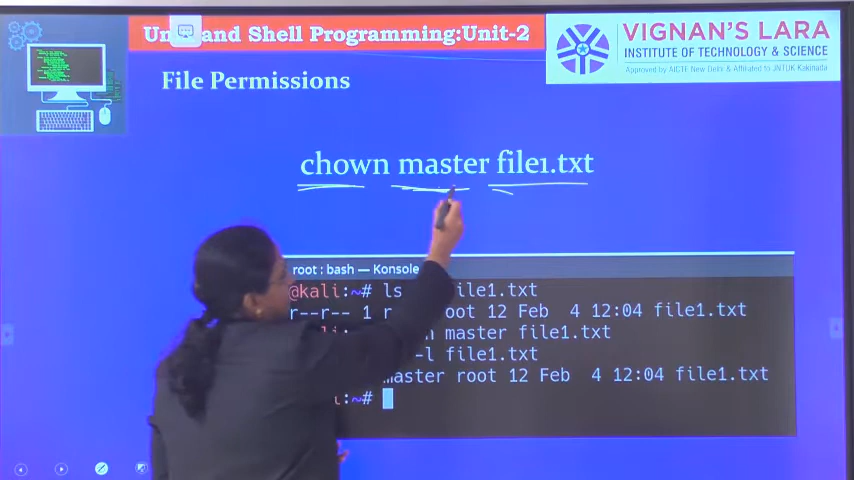 and Shell Programming:Unit-2
VIGNAN'S LARA
INSTITUTE OF TECHNOLOGY & SCIENCE
Approved by AICTE New Delhi & Affiliated to JNTUK Kakinada
File Permissions
chown master file1.txt
root : bash — Konsole
@kali:~# ls file1.txt
r--r-- 1 r oot 12 Feb 4 12:04 file1.txt
n master file1.txt
-l file1.txt
master root 12 Feb 4 12:04 file1.txt
:~#